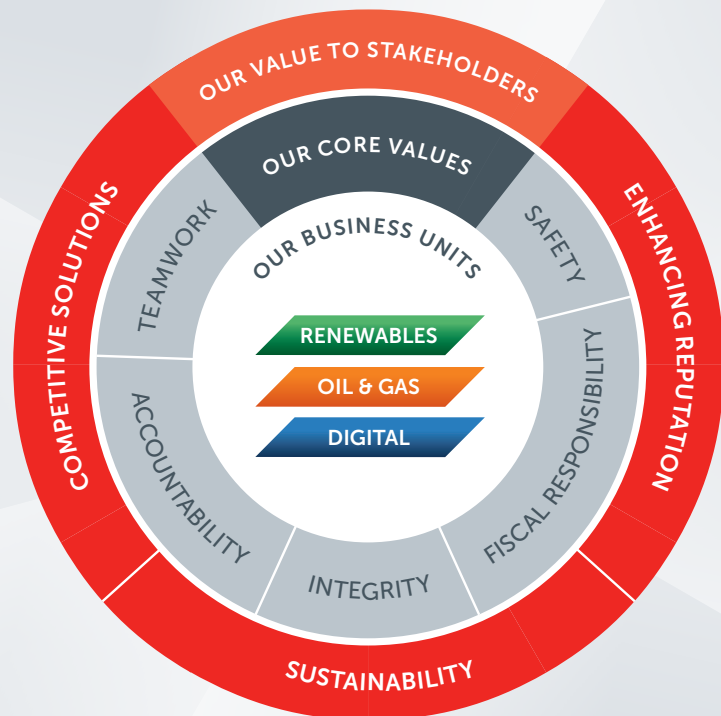 OUR VALUE TO STAKEHOLDERS
ENHANCING REPUTATION
SUSTAINABILITY
COMPETITIVE SOLUTIONS
OUR CORE VALUES
SAFETY
FISCAL RESPONSIBILITY
INTEGRITY
ACCOUNTABILITY
TEAMWORK
OUR BUSINESS UNITS
RENEWABLES
OIL & GAS
DIGITAL